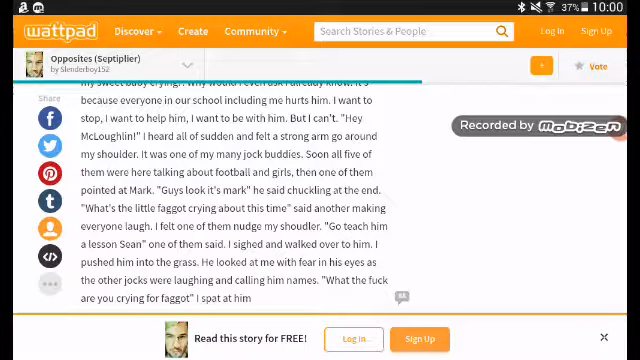 37% 10:00
wattpad
Discover Create Community Search Stories & People Log In Sign Up
Opposites (Septiplier)
by Slenderboy152
+ Vote
my sweet baby crying? Why would I even ask I already know. It's
Share
because everyone in our school including me hurts him. I want to
stop, I want to help him, I want to be with him. But I can't. "Hey
McLoughlin!" I heard all of sudden and felt a strong arm go around
Recorded by mobizen
my shoulder. It was one of my many jock buddies. Soon all five of
them were here talking about football and girls, then one of them
pointed at Mark. "Guys look it's mark" he said chuckling at the end.
"What's the little faggot crying about this time" said another making
everyone laugh. I felt one of them nudge my shoudler. "Go teach him
a lesson Sean" one of them said. I sighed and walked over to him. I
pushed him into the grass. He looked at me with fear in his eyes as
the other jocks were laughing and calling him names. "What the fuck
are you crying for faggot" I spat at him
Read this story for FREE! Log in Sign Up